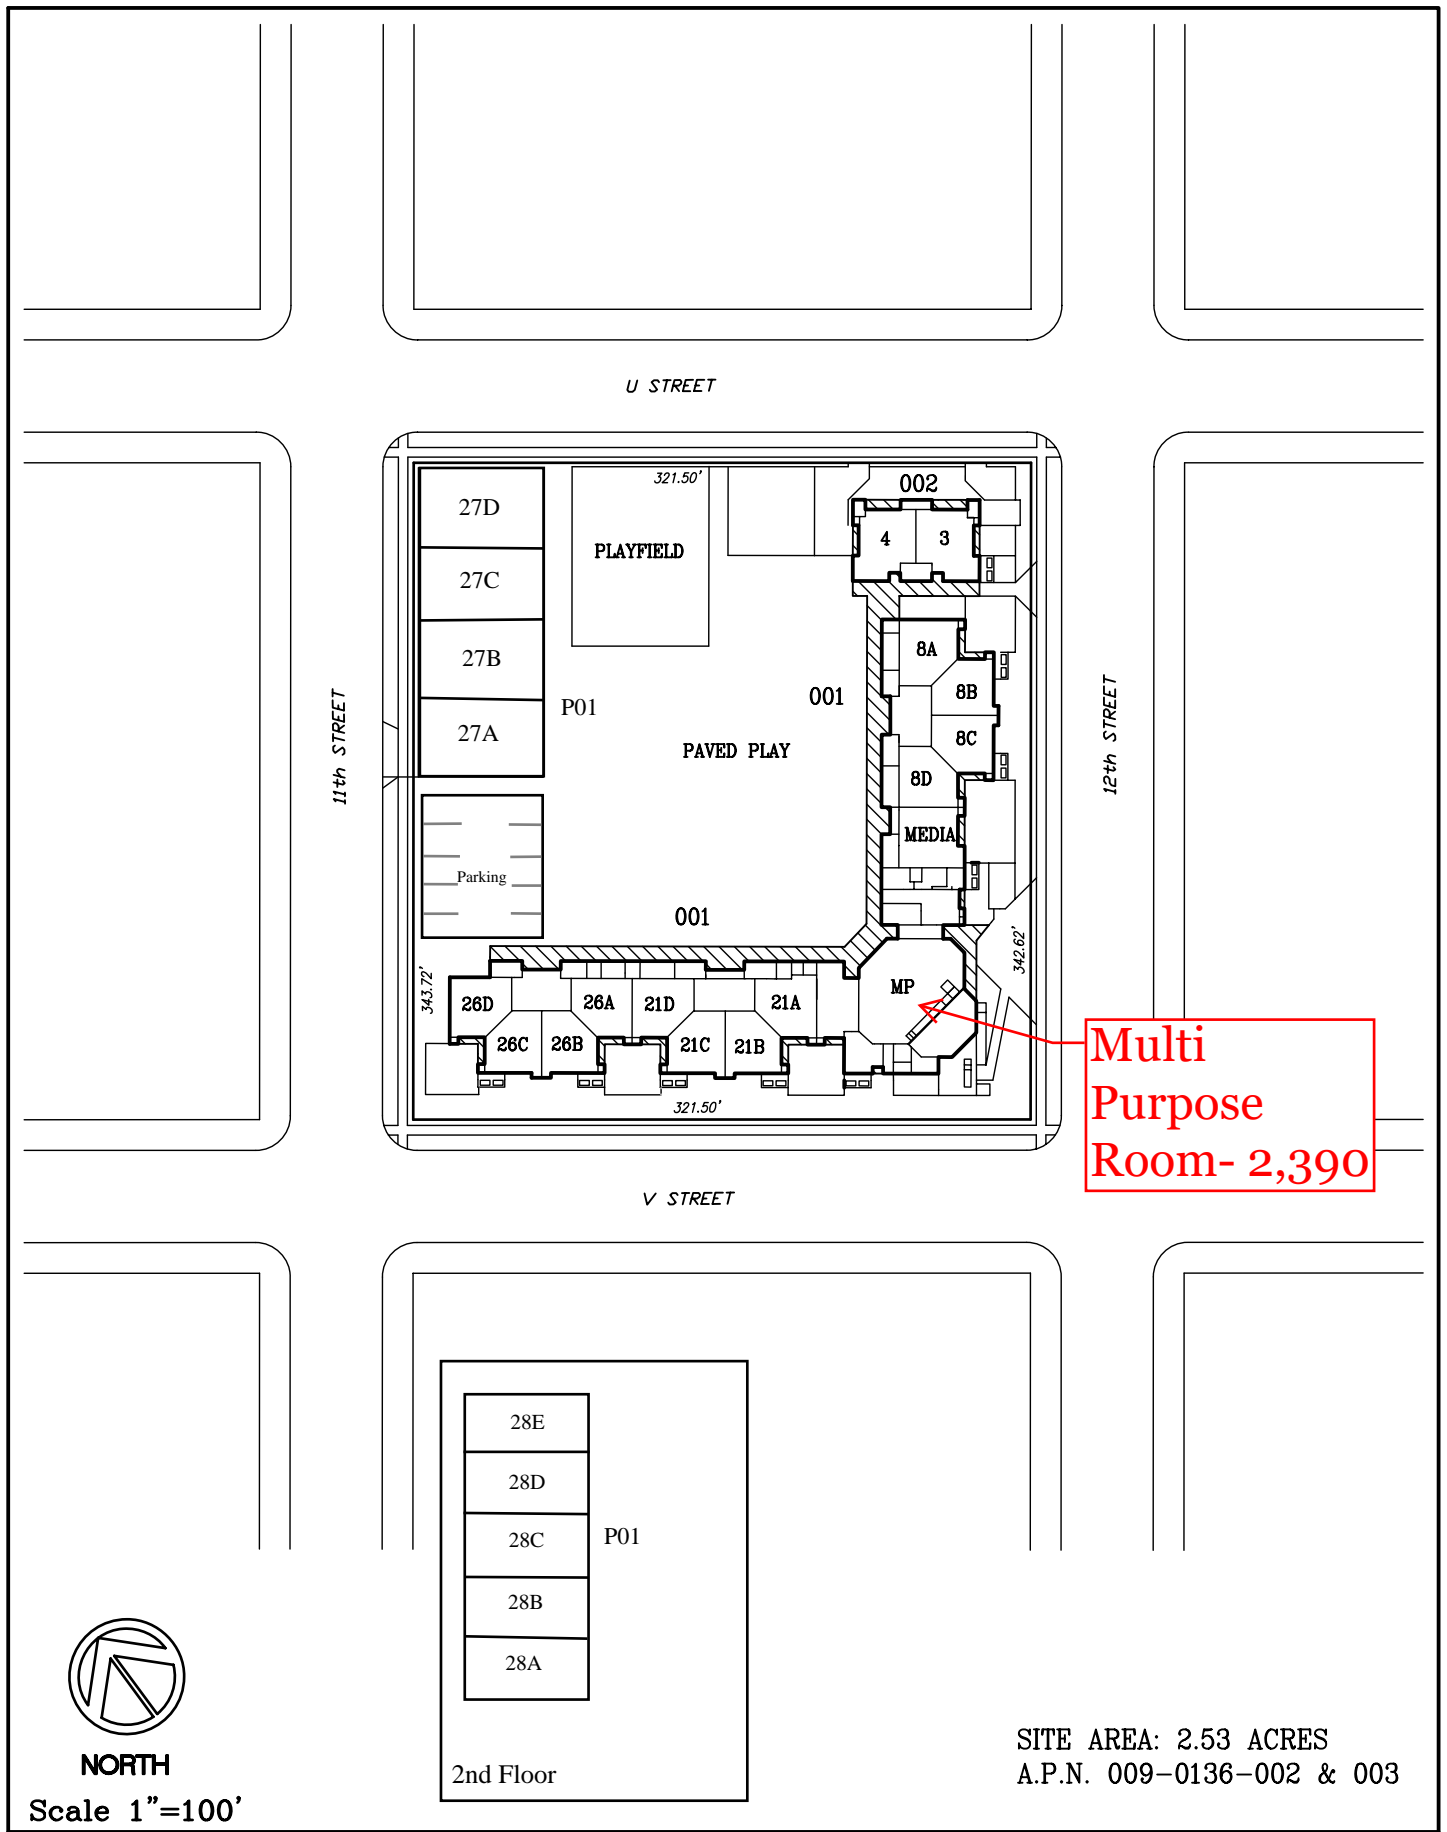 U STREET
321.50'
002
27D
4
3
PLAYFIELD
27C
8A
27B
8B
001
P01
11th STREET
12th STREET
27A
8C
PAVED PLAY
8D
MEDIA
Parking
001
342.62'
343.72'
MP
26D
26A
21D
21A
26C
26B
21C
21B
321.50'
Multi
Purpose
Room- 2,390
V STREET
28E
28D
28C
P01
28B
28A
2nd Floor
NORTH
Scale 1"=100'
SITE AREA: 2.53 ACRES
A.P.N. 009-0136-002 & 003